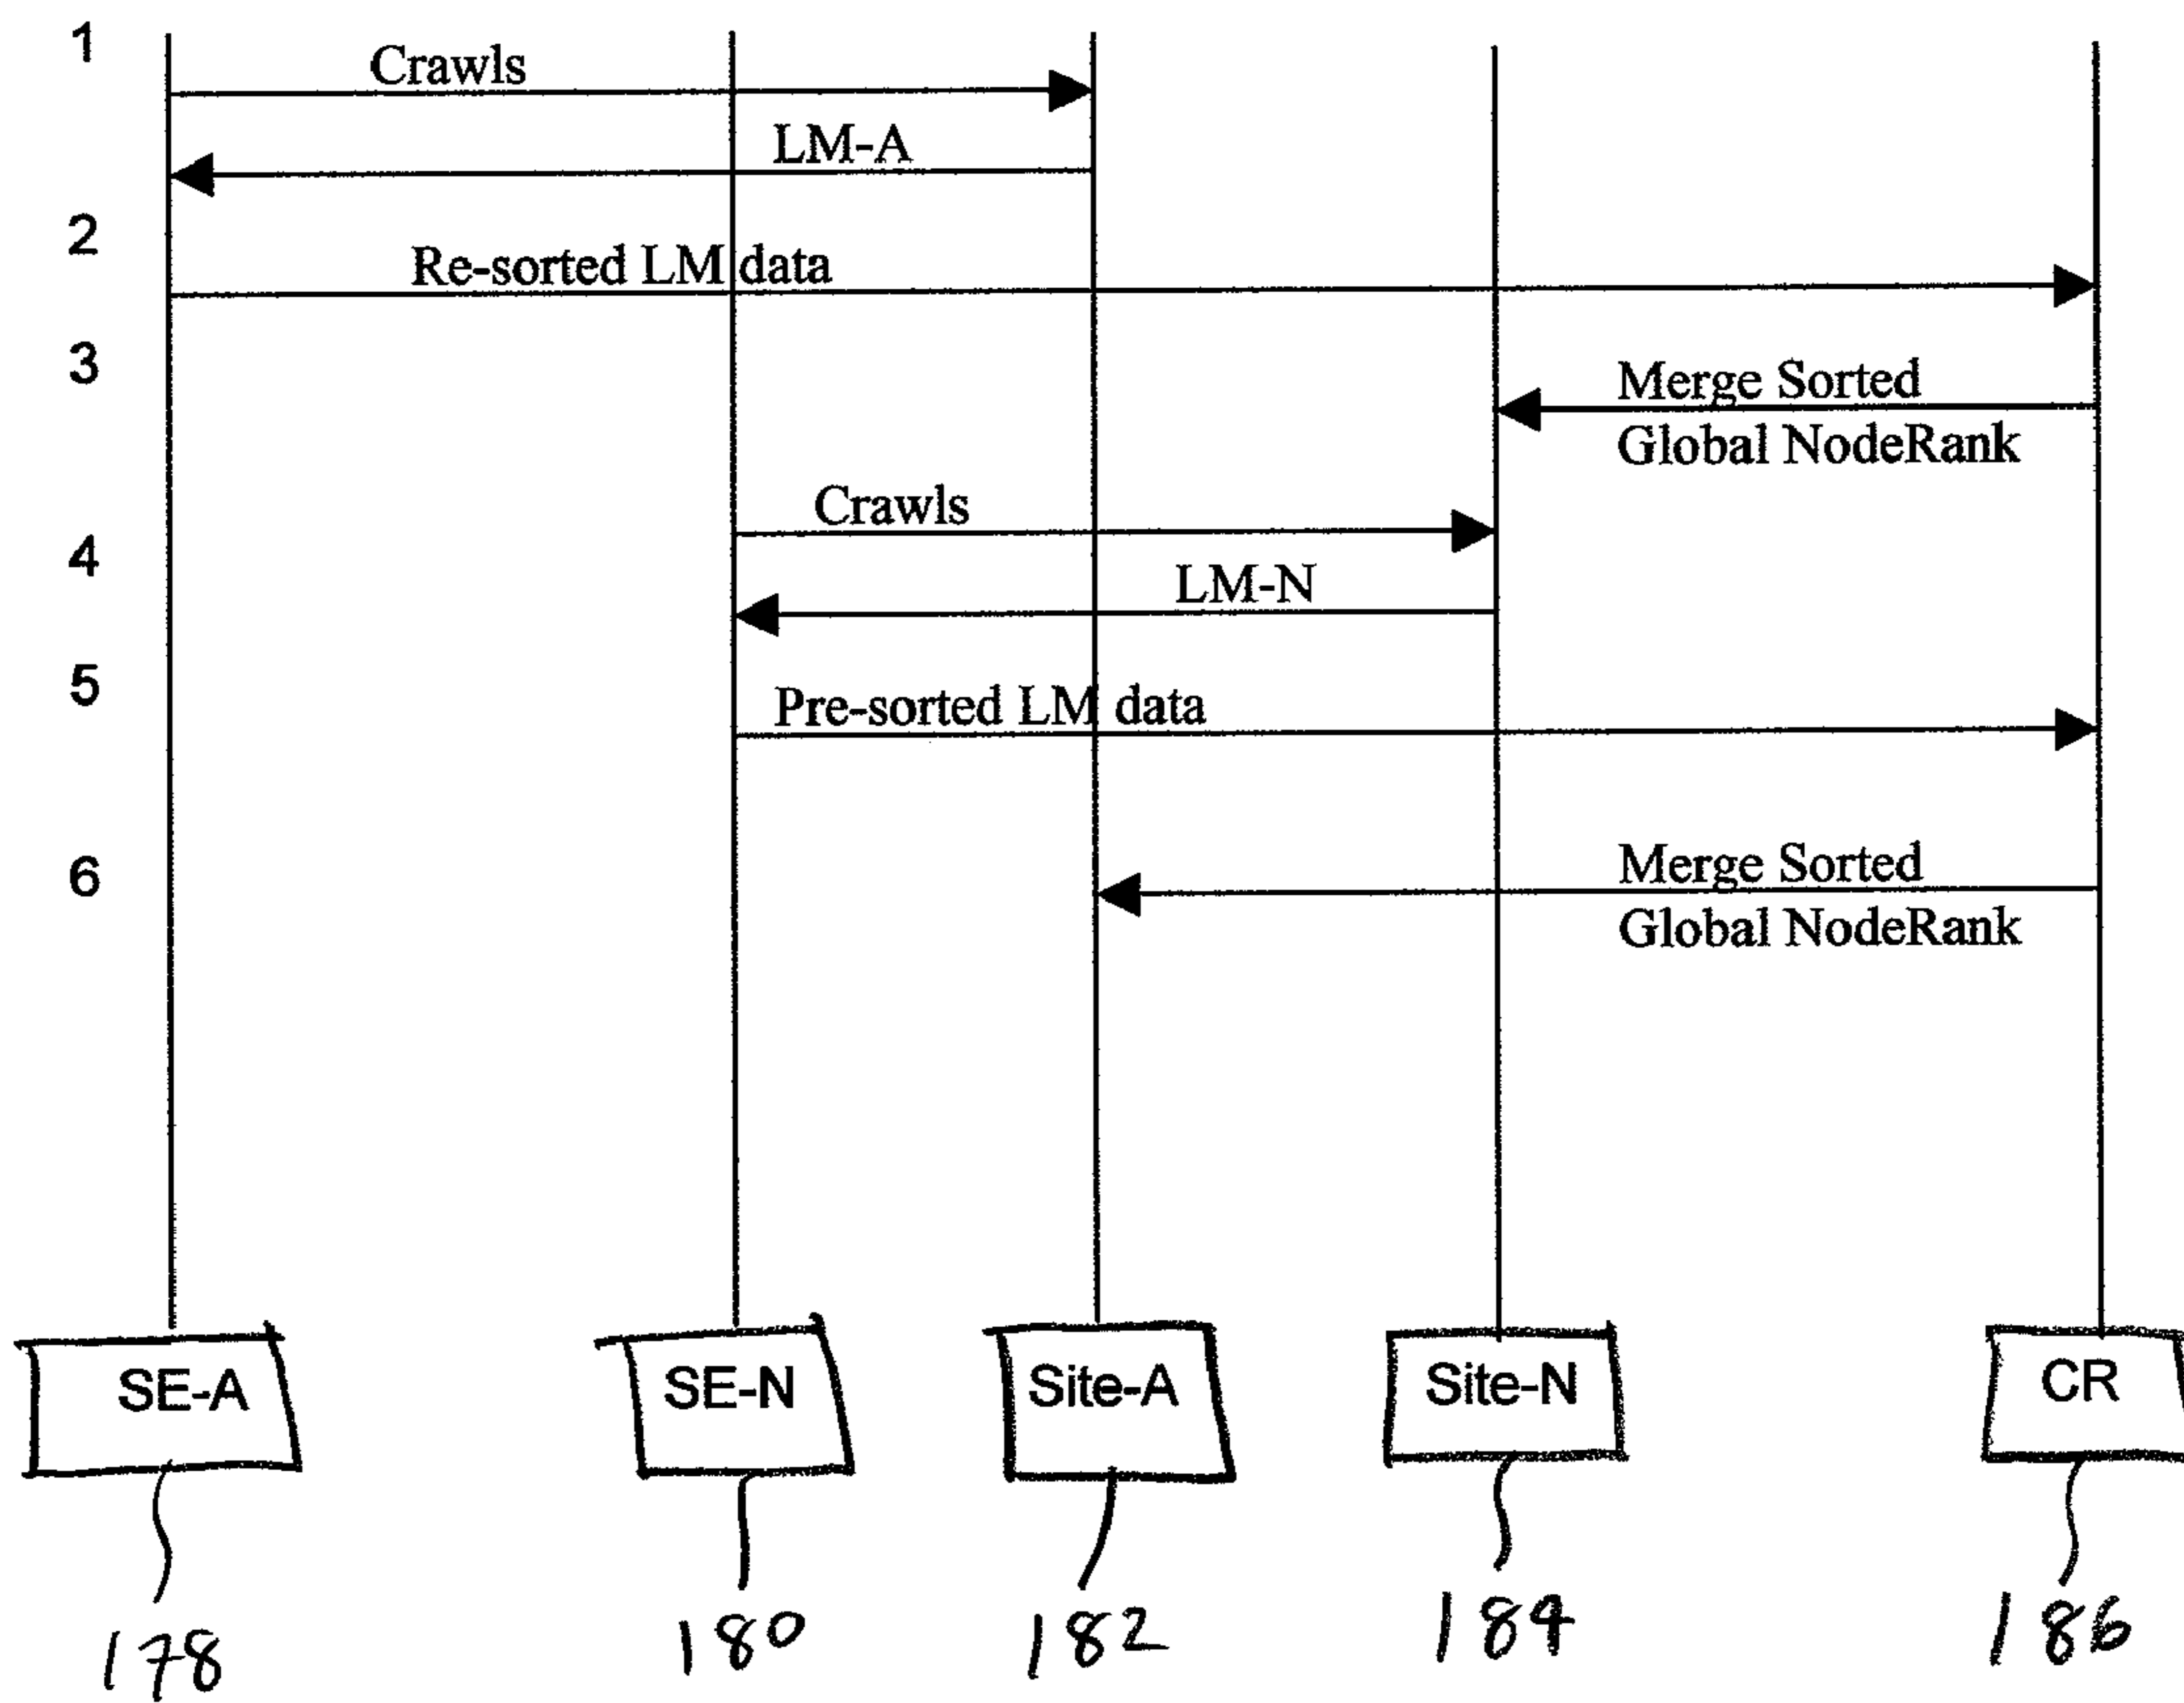 1
Crawls
LM-A
2
Re-sorted LM data
3
Merge Sorted
Global NodeRank
Crawls
4
LM-N
5
Pre-sorted LM data
6
Merge Sorted
Global NodeRank
SE-A
SE-N
Site-A
Site-N
CR
178
180
182
184
186